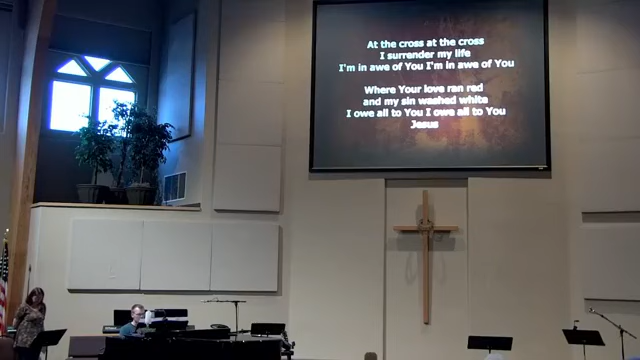 At the cross at the cross
I surrender my life
I'm in awe of You I'm in awe of You
Where Your love ran red
and my sin washed white
I owe all to You I owe all to You
Jesus